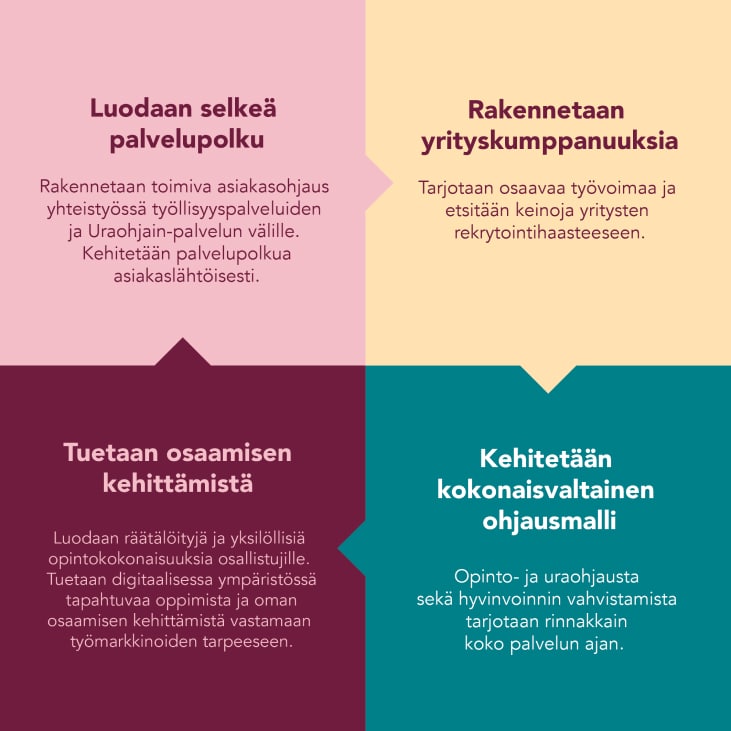 Luodaan selkeä
palvelupolku
Rakennetaan toimiva asiakasohjaus
yhteistyössä työllisyyspalveluiden
ja Uraohjain-palvelun välille.
Kehitetään palvelupolkua
asiakaslähtöisesti.
Rakennetaan
yrityskumppanuuksia
Tarjotaan osaavaa työvoimaa ja
etsitään keinoja yritysten
rekrytointihaasteeseen.
Tuetaan osaamisen
kehittämistä
Luodaan räätälöityjä ja yksilöllisiä
opintokokonaisuuksia osallistujille.
Tuetaan digitaalisessa ympäristössä
tapahtuvaa oppimista ja oman
osaamisen kehittämistä vastamaan
työmarkkinoiden tarpeeseen.
Kehitetään
kokonaisvaltainen
ohjausmalli
Opinto- ja uraohjausta
sekä hyvinvoinnin vahvistamista
tarjotaan rinnakkain
koko palvelun ajan.